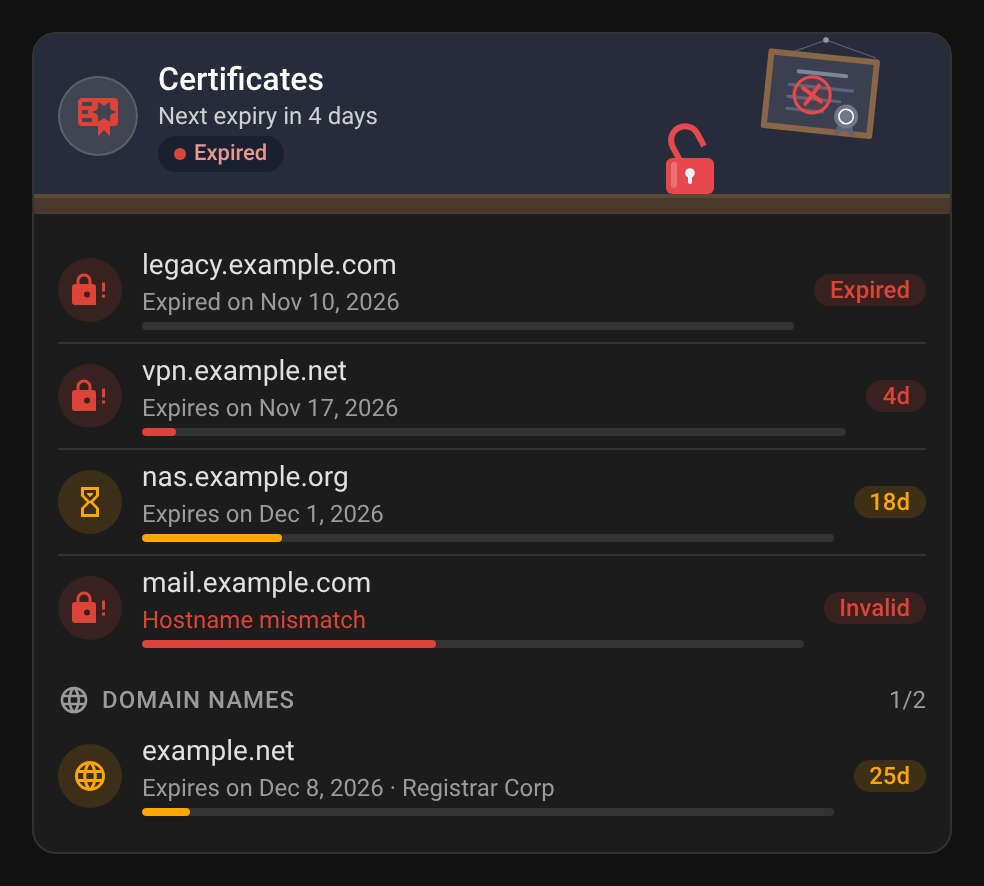 Certificates
Next expiry in 4 days
Expired
legacy.example.com
Expired on Nov 10, 2026
Expired
vpn.example.net
Expires on Nov 17, 2026
4d
nas.example.org
Expires on Dec 1, 2026
18d
mail.example.com
Hostname mismatch
Invalid
DOMAIN NAMES
1/2
example.net
Expires on Dec 8, 2026 · Registrar Corp
25d